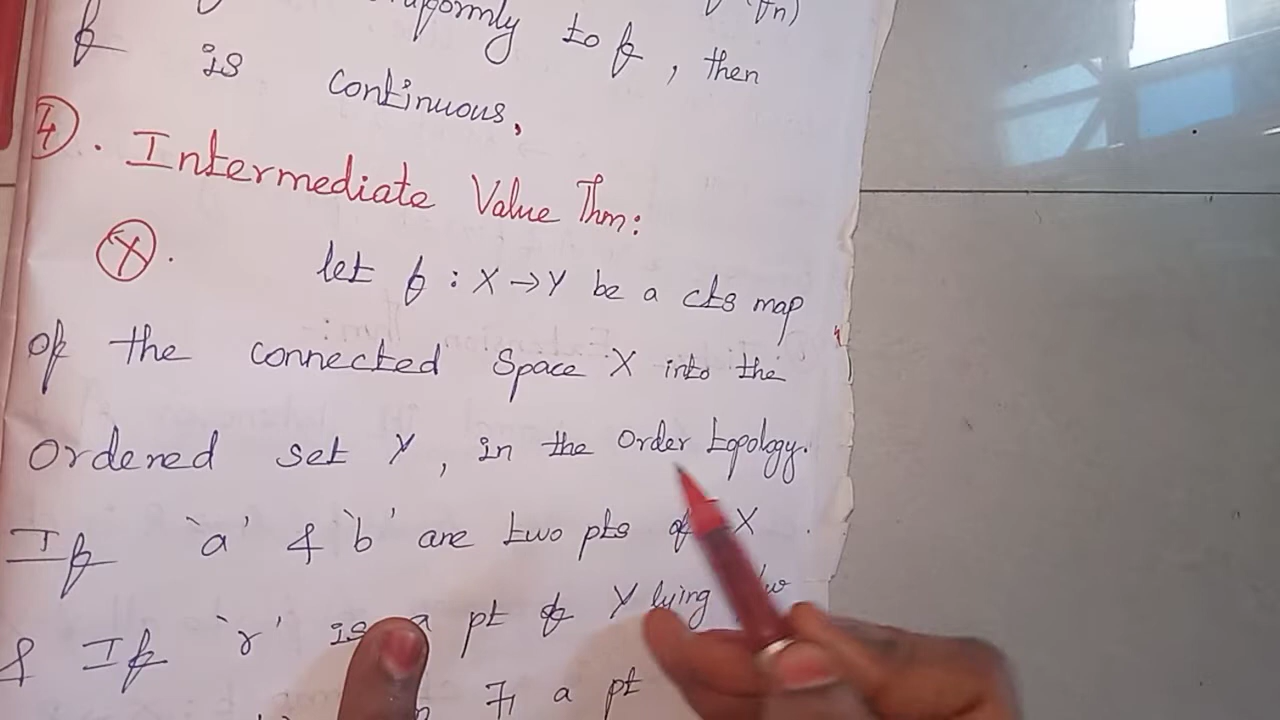 to f, then
f is continuous,
4. Intermediate Value Thm:
X. let f : X → Y be a cts map
of the connected space X into the
ordered set Y, in the order topology.
If 'a' & 'b' are two pts of X.
& If 'r' is a pt of Y lying
∃ a pt